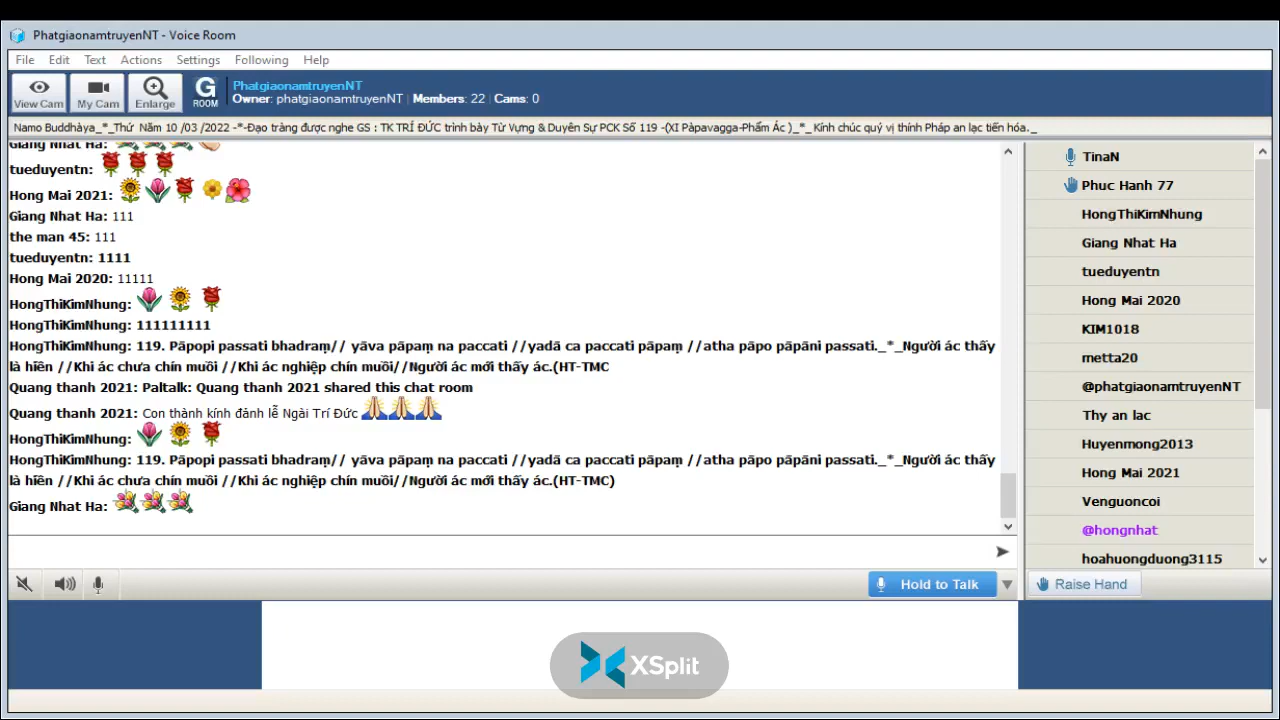 PhatgiaonamtruyenNT - Voice Room
File Edit Text Actions Settings Following Help
View Cam My Cam Enlarge G ROOM
PhatgiaonamtruyenNT
Owner: phatgiaonamtruyenNT | Members: 22 | Cams: 0
Namo Buddhàya_*_Thứ Năm 10 /03 /2022 -*-Đạo tràng được nghe GS : TK TRÍ ĐỨC trình bày Từ Vựng & Duyên Sự PCK Số 119 -(XI Pàpavagga-Phẩm Ác )_*_ Kính chúc quý vị thính Pháp an lạc tiến hóa._
Giang Nhat Ha:
tueduyentn:
Hong Mai 2021:
Giang Nhat Ha: 111
the man 45: 111
tueduyentn: 1111
Hong Mai 2020: 11111
HongThiKimNhung:
HongThiKimNhung: 111111111
HongThiKimNhung: 119. Pāpopi passati bhadraṃ// yāva pāpaṃ na paccati //yadā ca paccati pāpaṃ //atha pāpo pāpāni passati._*_Người ác thấy
là hiền //Khi ác chưa chín muồi //Khi ác nghiệp chín muồi//Người ác mới thấy ác.(HT-TMC
Quang thanh 2021: Paltalk: Quang thanh 2021 shared this chat room
Quang thanh 2021: Con thành kính đảnh lễ Ngài Trí Đức
HongThiKimNhung:
HongThiKimNhung: 119. Pāpopi passati bhadraṃ// yāva pāpaṃ na paccati //yadā ca paccati pāpaṃ //atha pāpo pāpāni passati._*_Người ác thấy
là hiền //Khi ác chưa chín muồi //Khi ác nghiệp chín muồi//Người ác mới thấy ác.(HT-TMC)
Giang Nhat Ha:
TinaN
Phuc Hanh 77
HongThiKimNhung
Giang Nhat Ha
tueduyentn
Hong Mai 2020
KIM1018
metta20
@phatgiaonamtruyenNT
Thy an lac
Huyenmong2013
Hong Mai 2021
Venguoncoi
@hongnhat
hoahuongduong3115
Hold to Talk
Raise Hand
XSplit